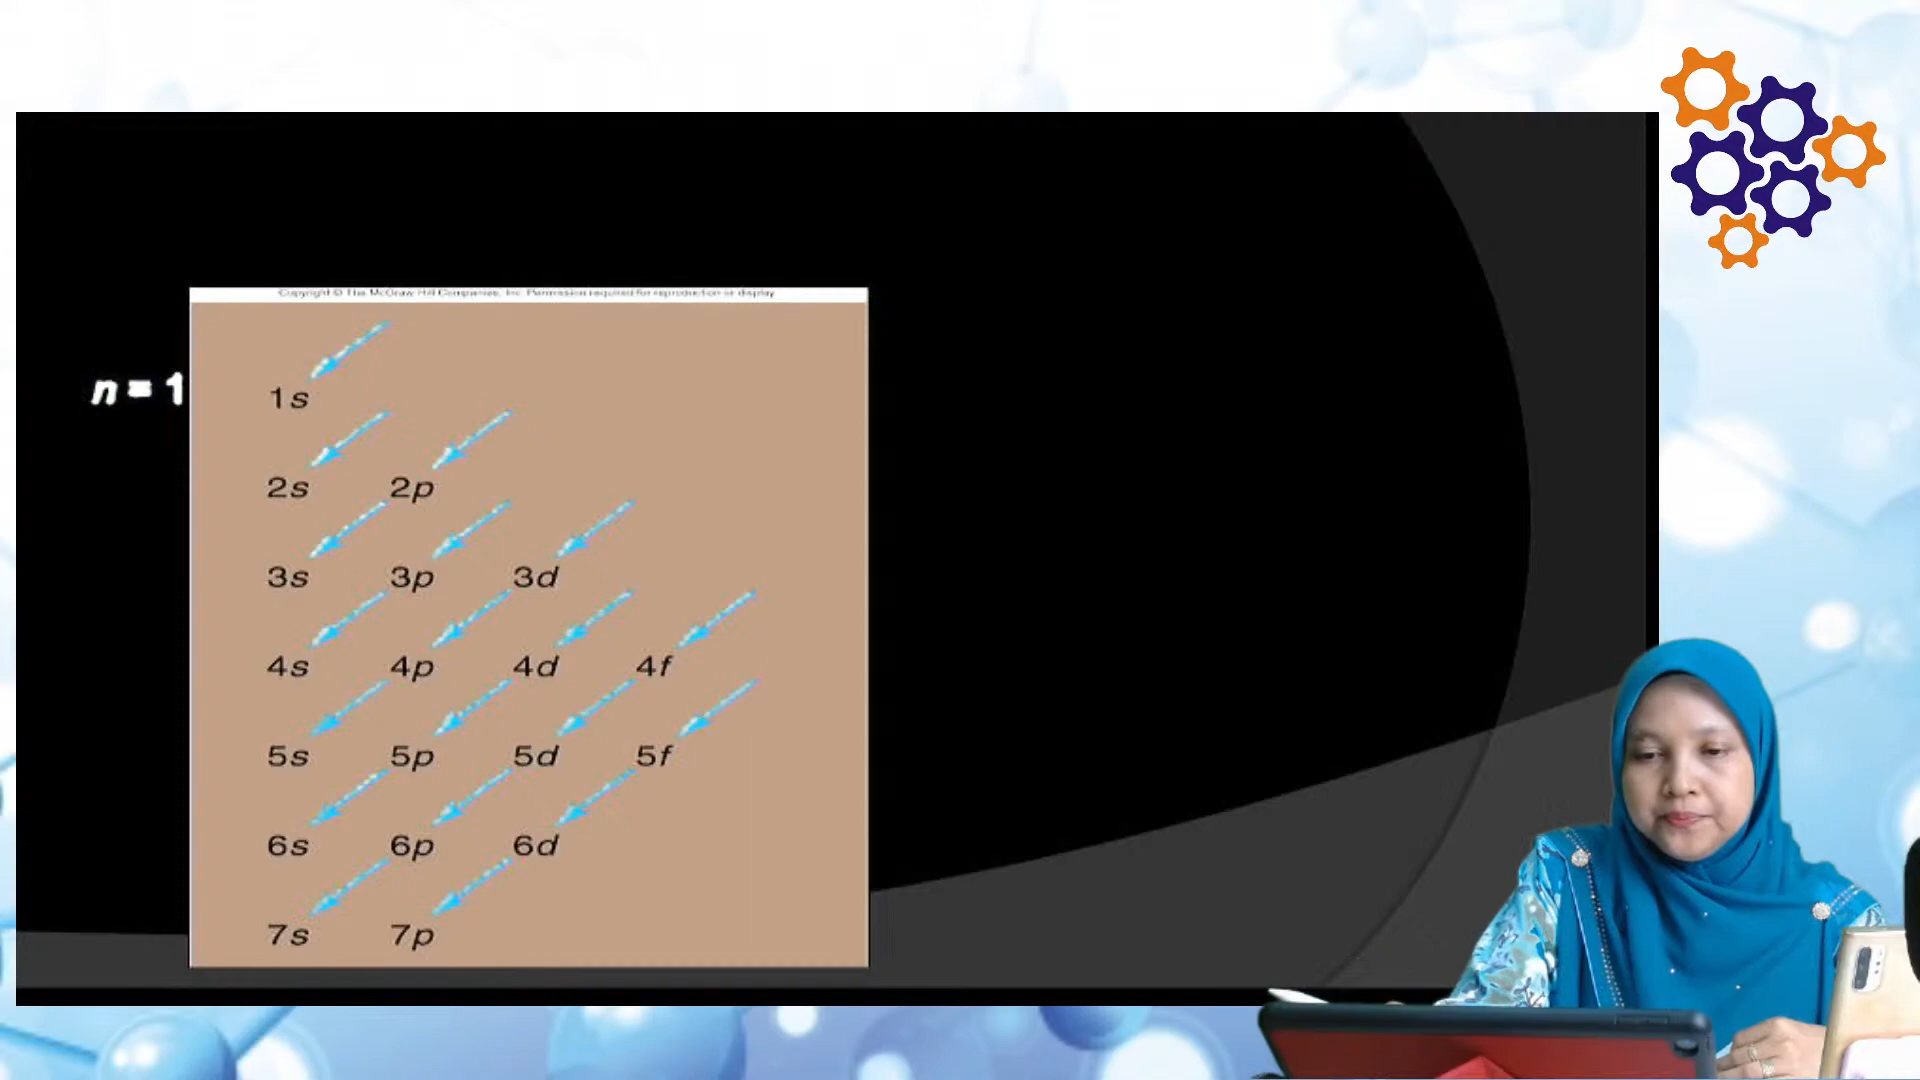 Copyright © The McGraw-Hill Companies, Inc. Permission required for reproduction or display
n = 1
1s
2s 2p
3s 3p 3d
4s 4p 4d 4f
5s 5p 5d 5f
6s 6p 6d
7s 7p